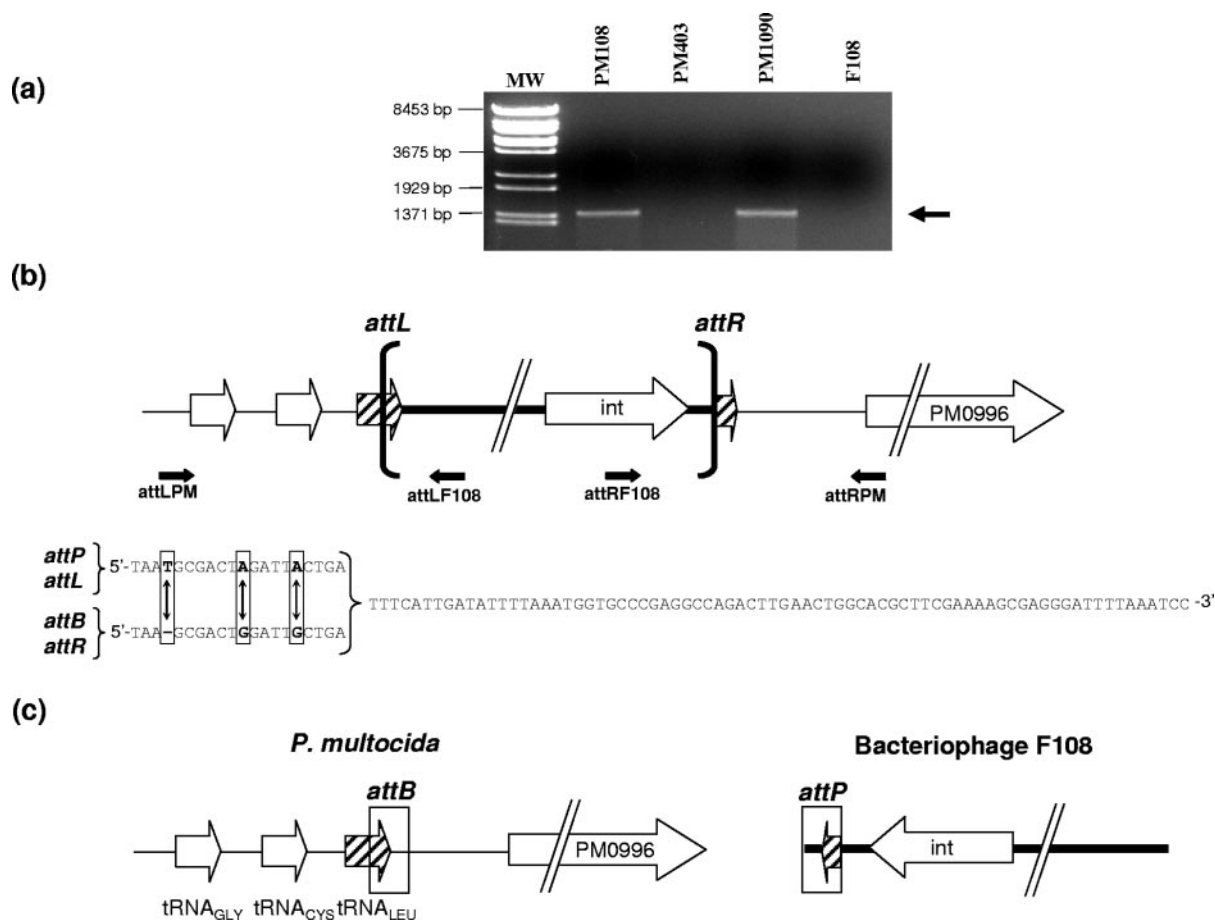 (a)
MW
PM108
PM403
PM1090
F108
8453 bp
3675 bp
1929 bp
1371 bp
(b)
attL
attR
int
PM0996
attLPM
attLF108
attRF108
attRPM
attP
attL
5'-TAATGCGACTAGATTACTGA
TTTCATTGATATTTTAAATGGTGCCCGAGGCCAGACTTGAACTGGCACGCTTCGAAAAGCGAGGGATTTTAAATCC -3'
attB
attR
5'-TAA-GCGACTGGATTGCTGA
(c)
P. multocida
Bacteriophage F108
attB
attP
PM0996
int
tRNAGLY
tRNACYS
tRNALEU